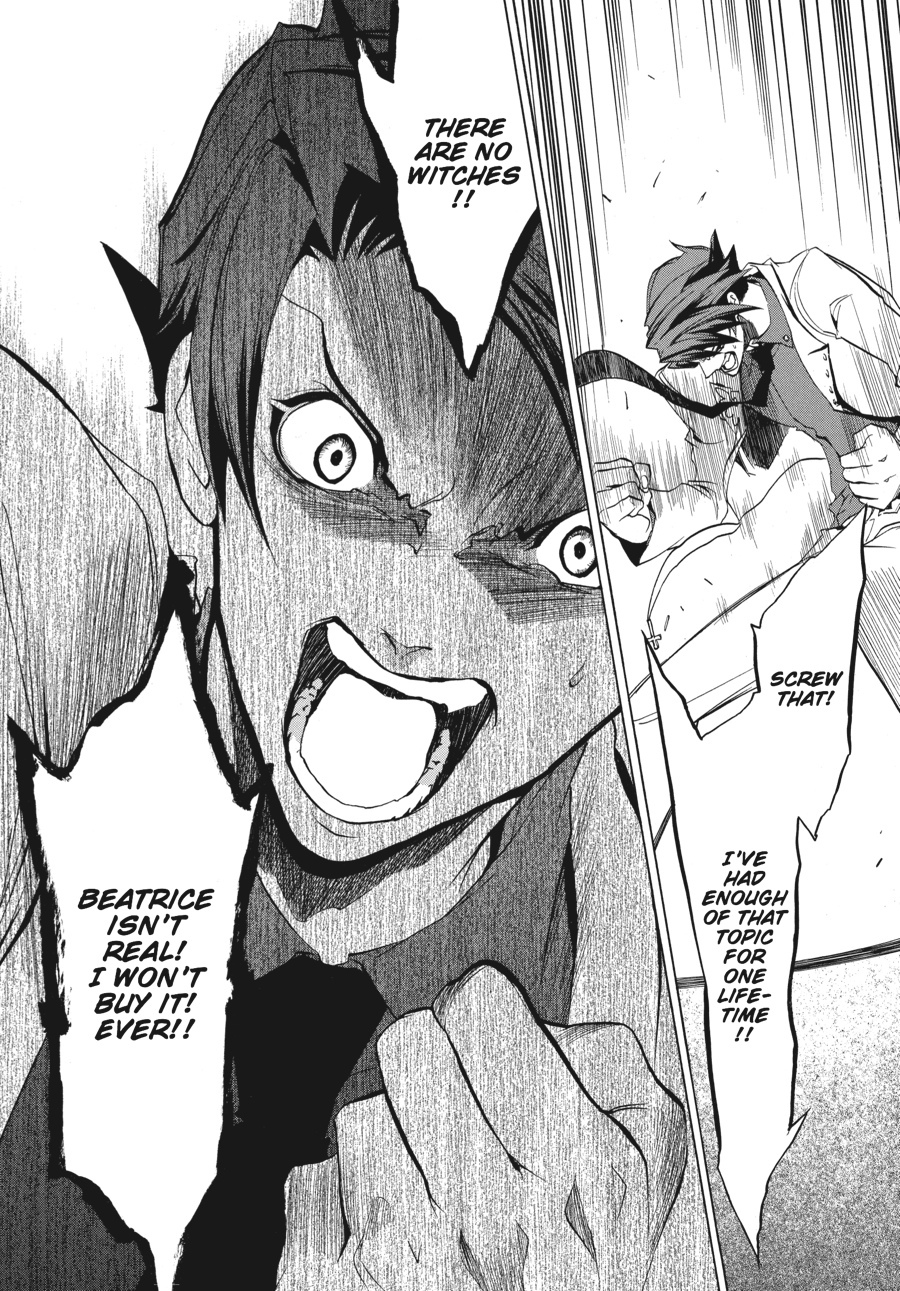 SCREW
THAT!
I'VE
HAD
ENOUGH
OF THAT
TOPIC
FOR
ONE
LIFE-
TIME
!!
THERE
ARE NO
WITCHES
!!
BEATRICE
ISN'T
REAL!
I WON'T
BUY IT!
EVER!!